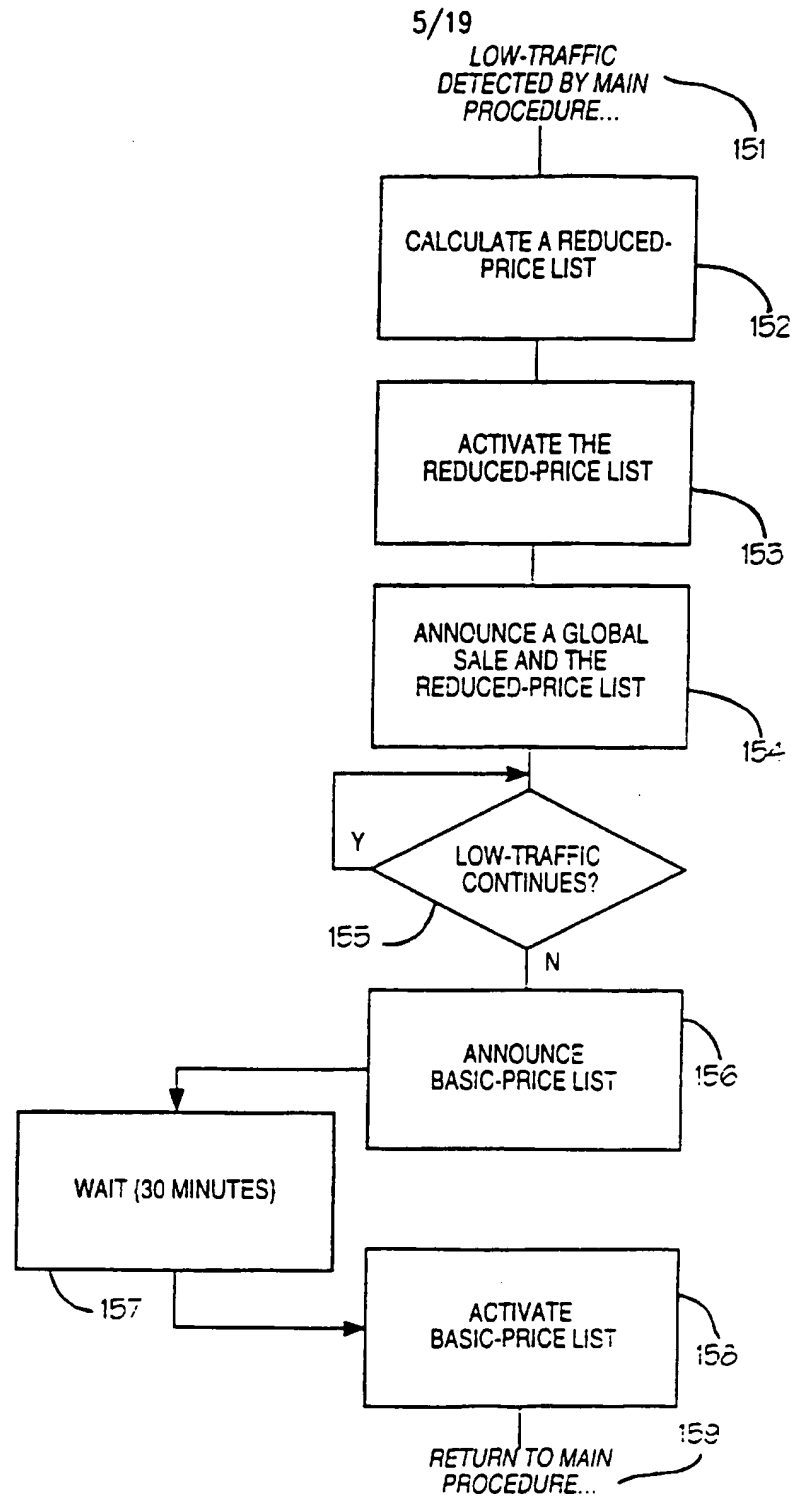 5/19
LOW-TRAFFIC
DETECTED BY MAIN
PROCEDURE...
151
CALCULATE A REDUCED-
PRICE LIST
152
ACTIVATE THE
REDUCED-PRICE LIST
153
ANNOUNCE A GLOBAL
SALE AND THE
REDUCED-PRICE LIST
154
Y
LOW-TRAFFIC
CONTINUES?
155
N
ANNOUNCE
BASIC-PRICE LIST
156
WAIT (30 MINUTES)
157
ACTIVATE
BASIC-PRICE LIST
158
159
RETURN TO MAIN
PROCEDURE...